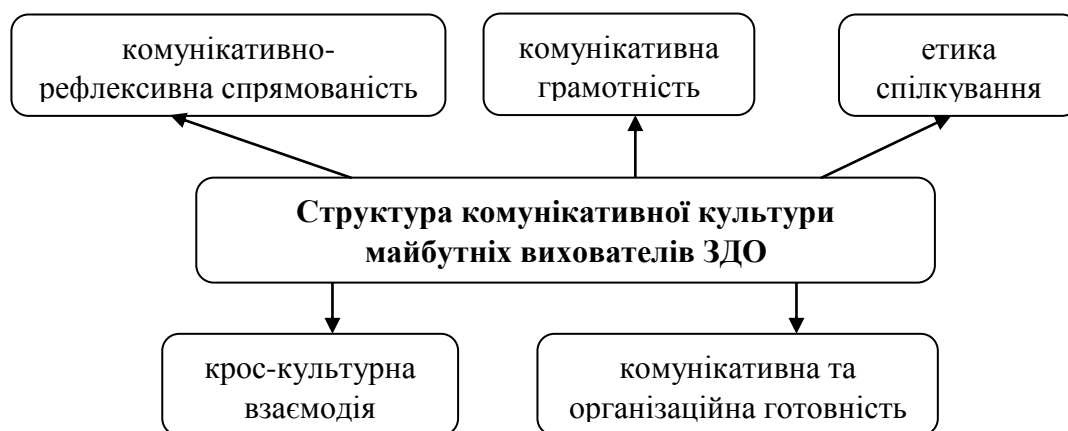 комунікативно-
рефлексивна спрямованість
комунікативна
грамотність
етика
спілкування
Структура комунікативної культури
майбутніх вихователів ЗДО
крос-культурна
взаємодія
комунікативна та
організаційна готовність